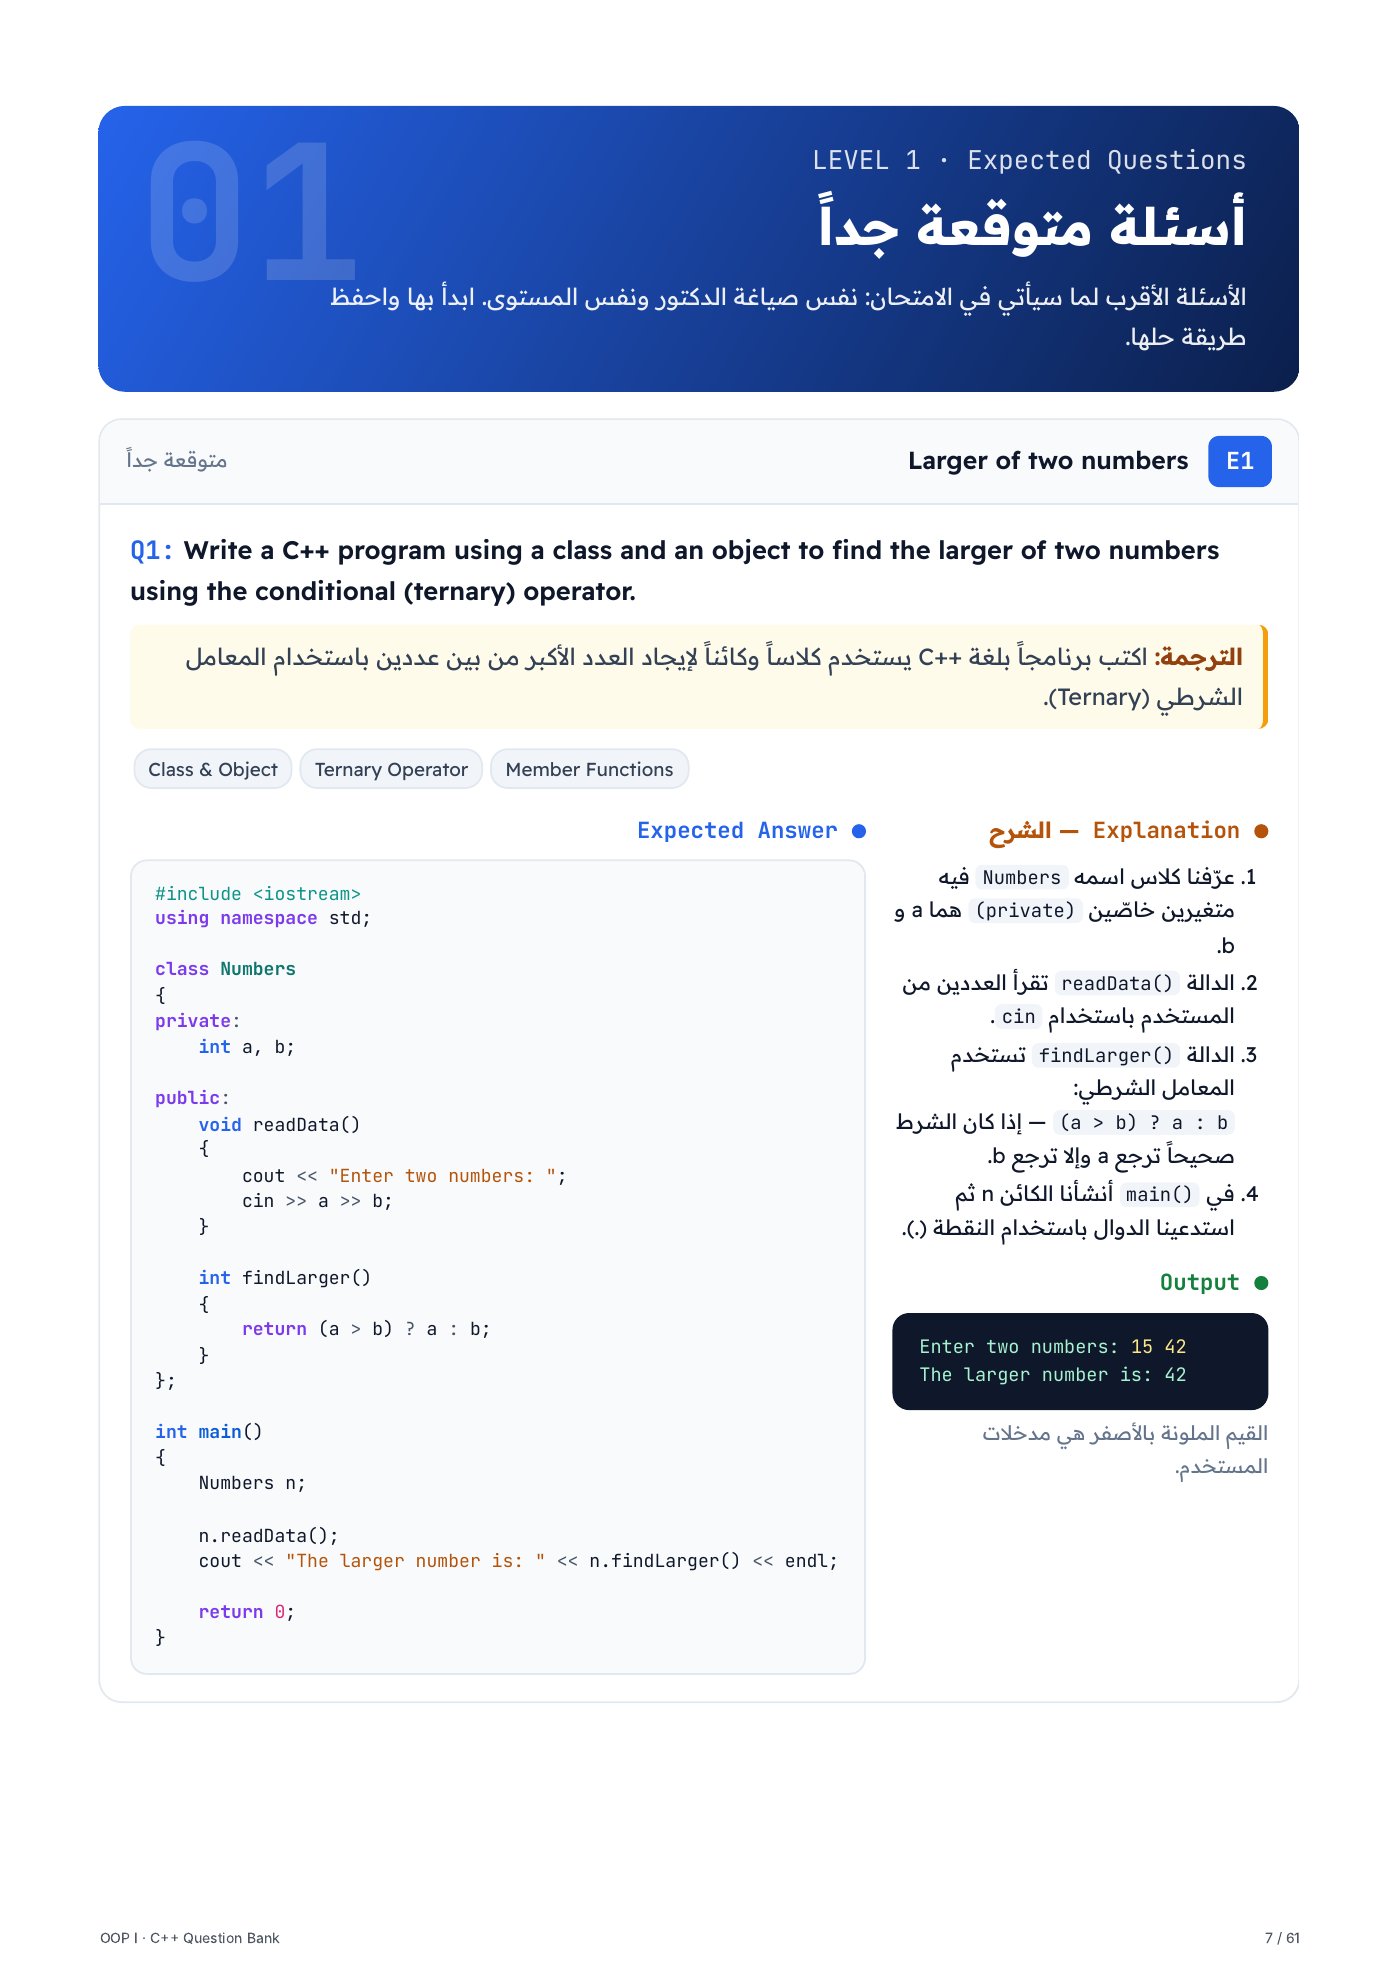 01
LEVEL 1 · Expected Questions
أسئلة متوقعة جداً
الأسئلة الأقرب لما سيأتي في الامتحان: نفس صياغة الدكتور ونفس المستوى. ابدأ بها واحفظ
طريقة حلها.
E1 Larger of two numbers
متوقعة جداً
Q1: Write a C++ program using a class and an object to find the larger of two numbers
using the conditional (ternary) operator.
الترجمة: اكتب برنامجاً بلغة C++ يستخدم كلاساً وكائناً لإيجاد العدد الأكبر من بين عددين باستخدام المعامل
الشرطي (Ternary).
Class & Object
Ternary Operator
Member Functions
Explanation — الشرح
1. عرّفنا كلاس اسمه Numbers فيه
متغيرين خاصّين (private) هما a و
b.
2. الدالة readData() تقرأ العددين من
المستخدم باستخدام cin.
3. الدالة findLarger() تستخدم
المعامل الشرطي:
(a > b) ? a : b — إذا كان الشرط
صحيحاً ترجع a وإلا ترجع b.
4. في main() أنشأنا الكائن n ثم
استدعينا الدوال باستخدام النقطة (.).
Output
Enter two numbers: 15 42
The larger number is: 42
القيم الملونة بالأصفر هي مدخلات
المستخدم.
Expected Answer
#include <iostream>
using namespace std;
class Numbers
{
private:
    int a, b;
public:
    void readData()
    {
        cout << "Enter two numbers: ";
        cin >> a >> b;
    }
    int findLarger()
    {
        return (a > b) ? a : b;
    }
};
int main()
{
    Numbers n;
    n.readData();
    cout << "The larger number is: " << n.findLarger() << endl;
    return 0;
}
OOP I · C++ Question Bank
7 / 61